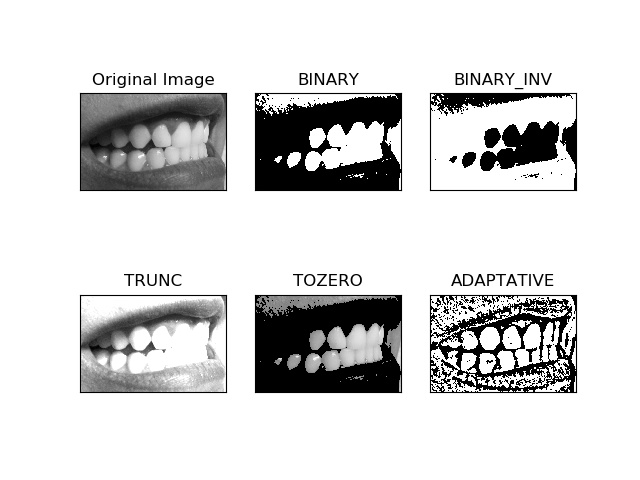 Original Image
BINARY
BINARY_INV
TRUNC
TOZERO
ADAPTATIVE